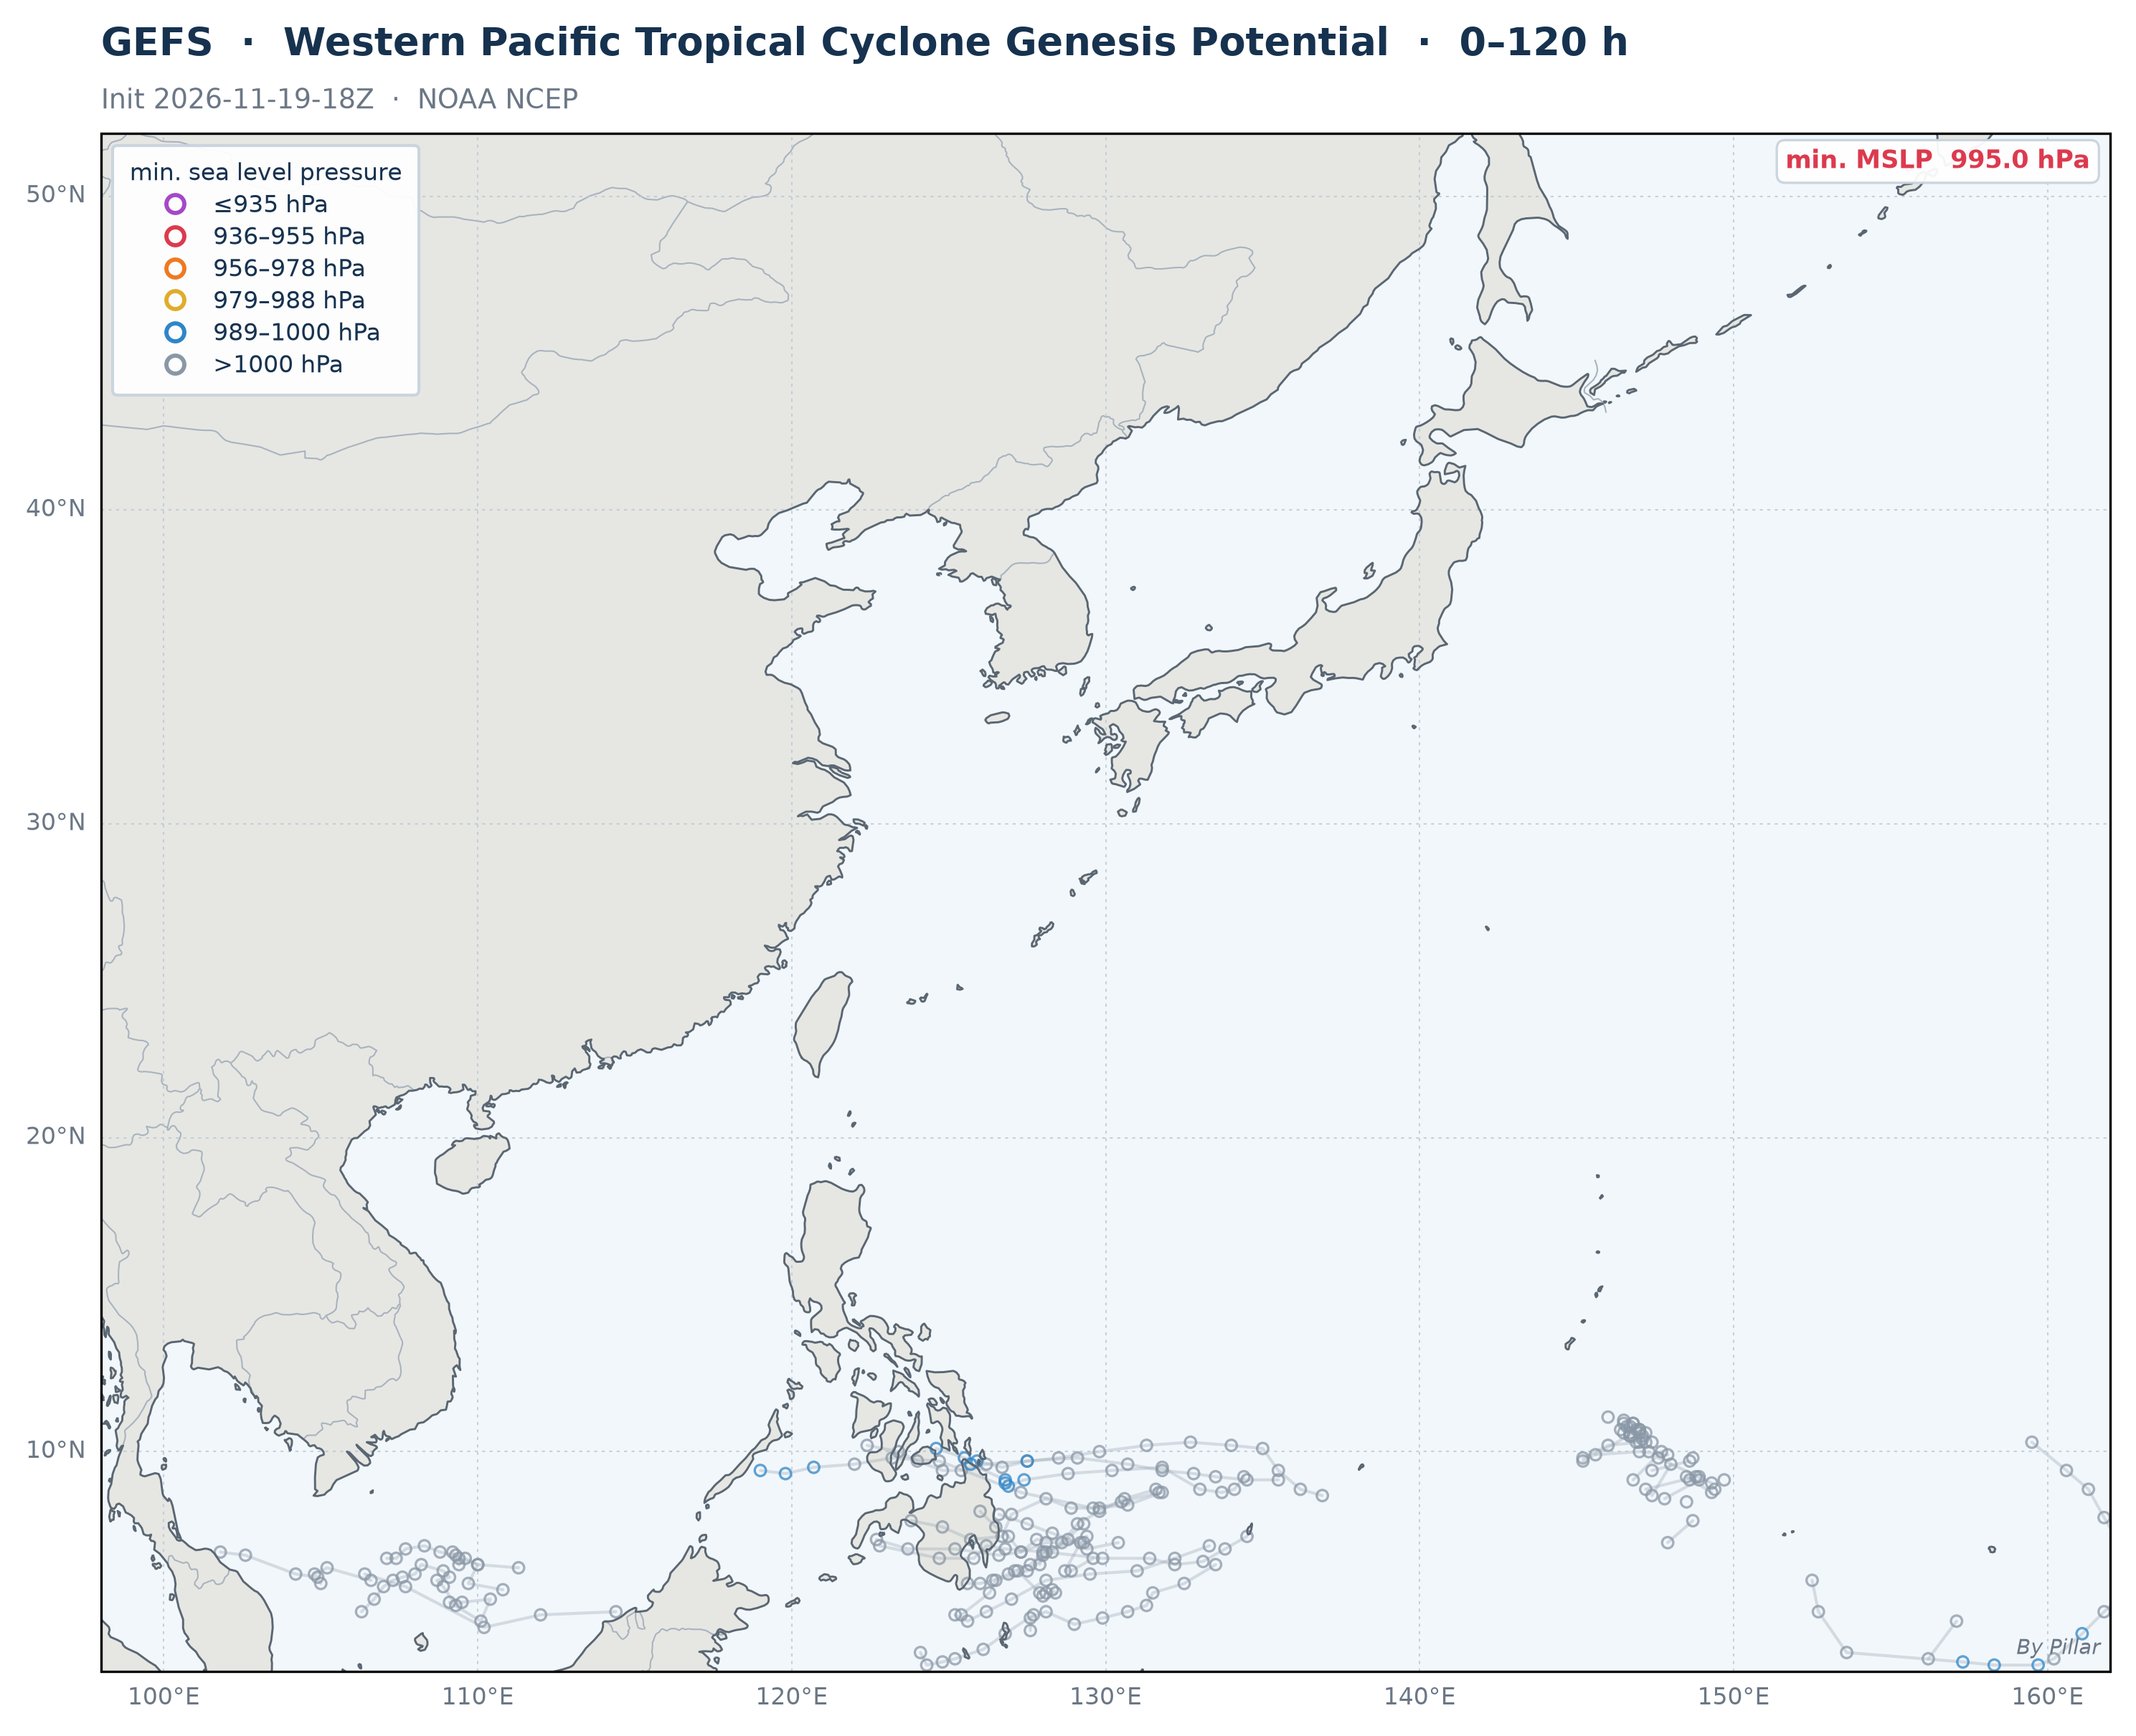 GEFS · Western Pacific Tropical Cyclone Genesis Potential · 0–120 h
Init 2026-11-19-18Z · NOAA NCEP
min. sea level pressure
≤935 hPa
936–955 hPa
956–978 hPa
979–988 hPa
989–1000 hPa
>1000 hPa
min. MSLP 995.0 hPa
50°N
40°N
30°N
20°N
10°N
By Pillar
100°E 110°E 120°E 130°E 140°E 150°E 160°E